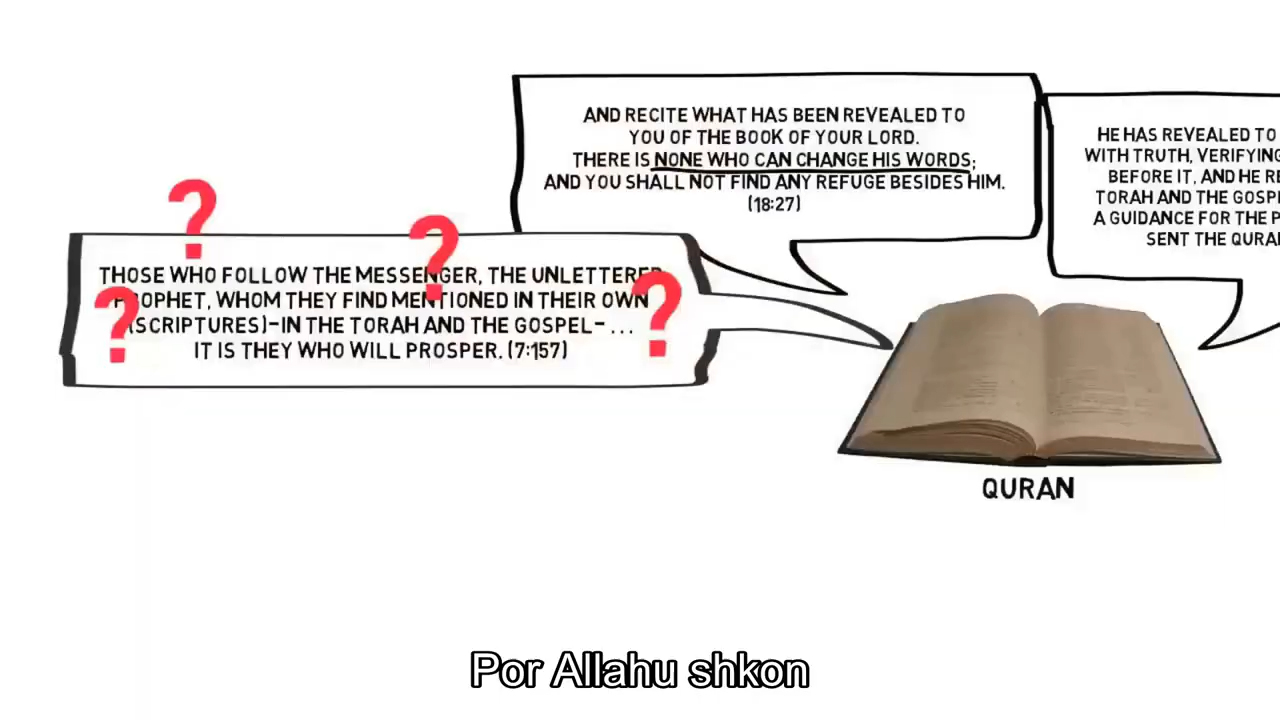 AND RECITE WHAT HAS BEEN REVEALED TO
YOU OF THE BOOK OF YOUR LORD.
THERE IS NONE WHO CAN CHANGE HIS WORDS;
AND YOU SHALL NOT FIND ANY REFUGE BESIDES HIM.
(18:27)
HE HAS REVEALED TO
WITH TRUTH, VERIFYING
BEFORE IT, AND HE
TORAH AND THE
A GUIDANCE FOR THE
SENT THE
? ? ? ?
THOSE WHO FOLLOW THE MESSENGER, THE UNLETTERED
PROPHET, WHOM THEY FIND MENTIONED IN THEIR OWN
(SCRIPTURES)-IN THE TORAH AND THE GOSPEL- ...
IT IS THEY WHO WILL PROSPER. (7:157)
QURAN
Por Allahu shkon